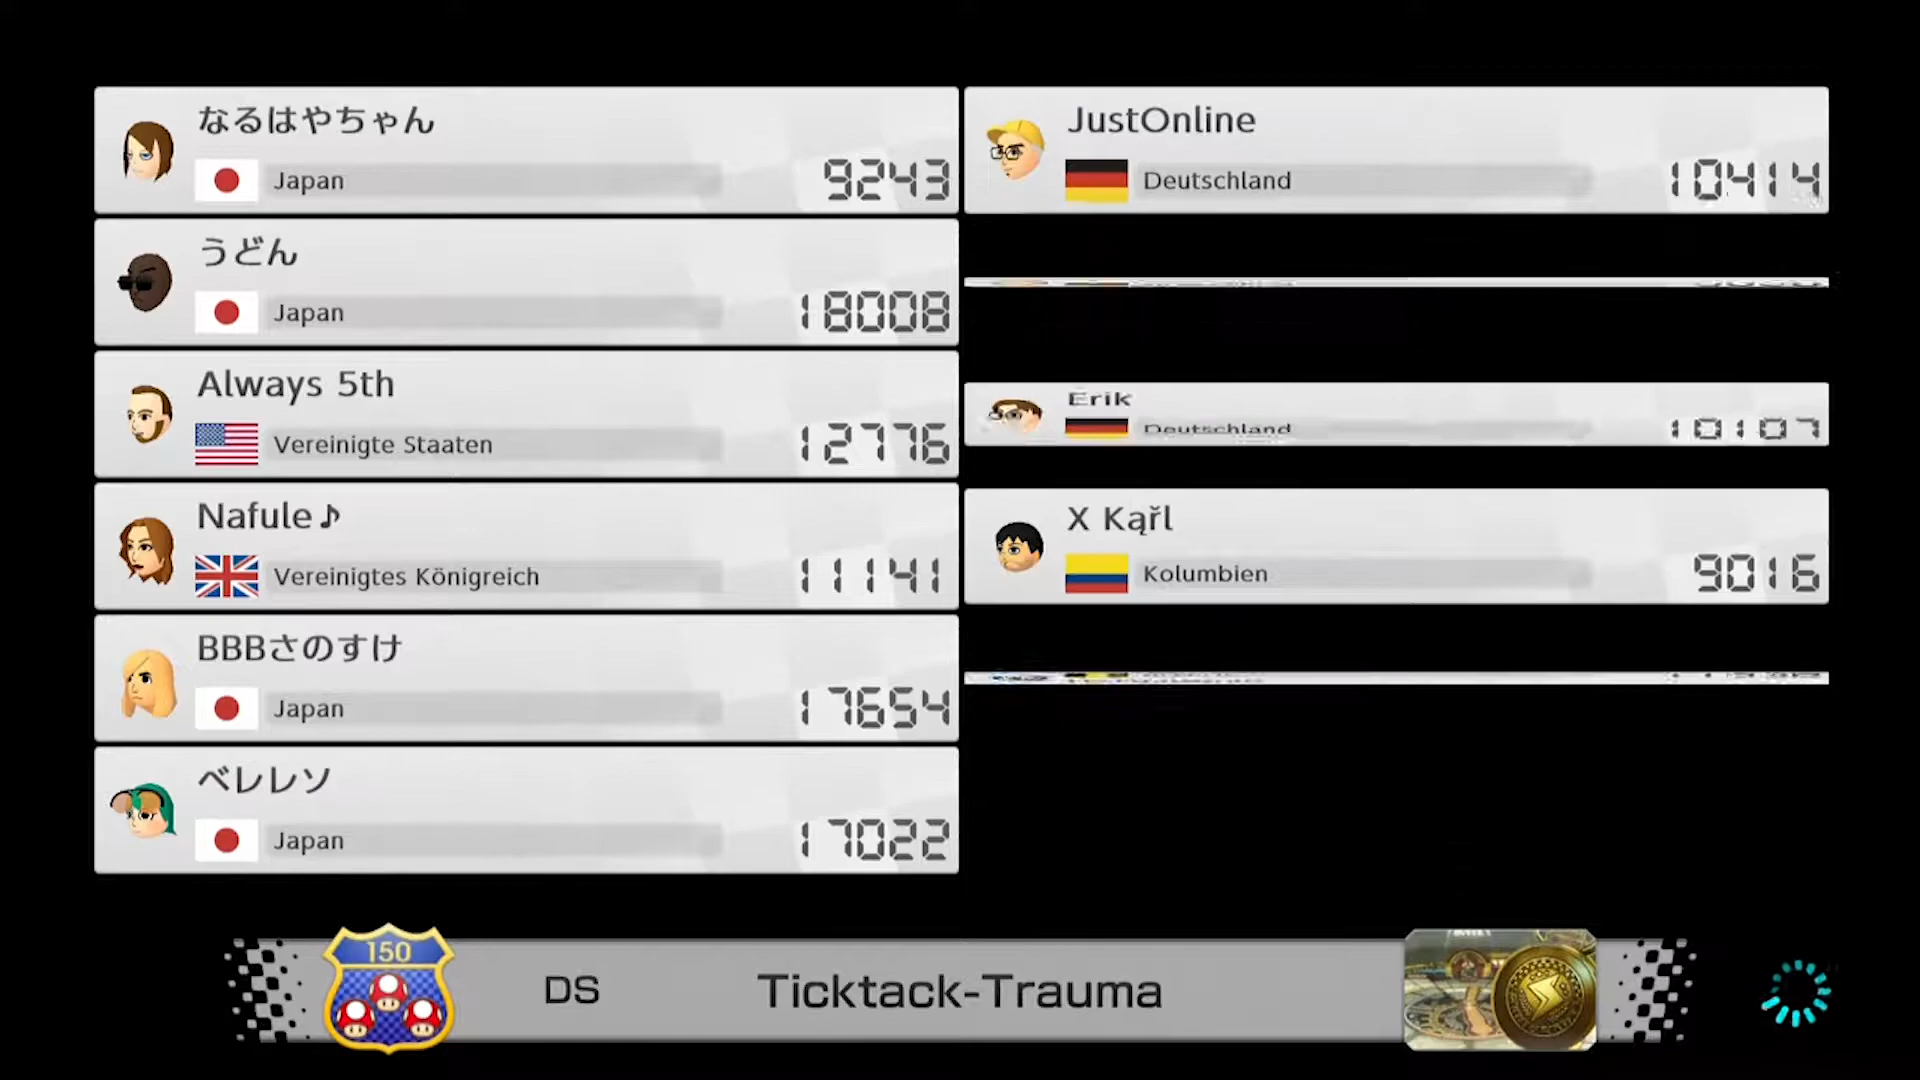 なるはやちゃん
Japan
9243
うどん
Japan
18008
Always 5th
Vereinigte Staaten
12776
Nafule♪
Vereinigtes Königreich
11141
BBBさのすけ
Japan
17654
ベレレソ
Japan
17022
JustOnline
Deutschland
10414
Erik
Deutschland
10107
X Kąřl
Kolumbien
9016
150
DS
Ticktack-Trauma